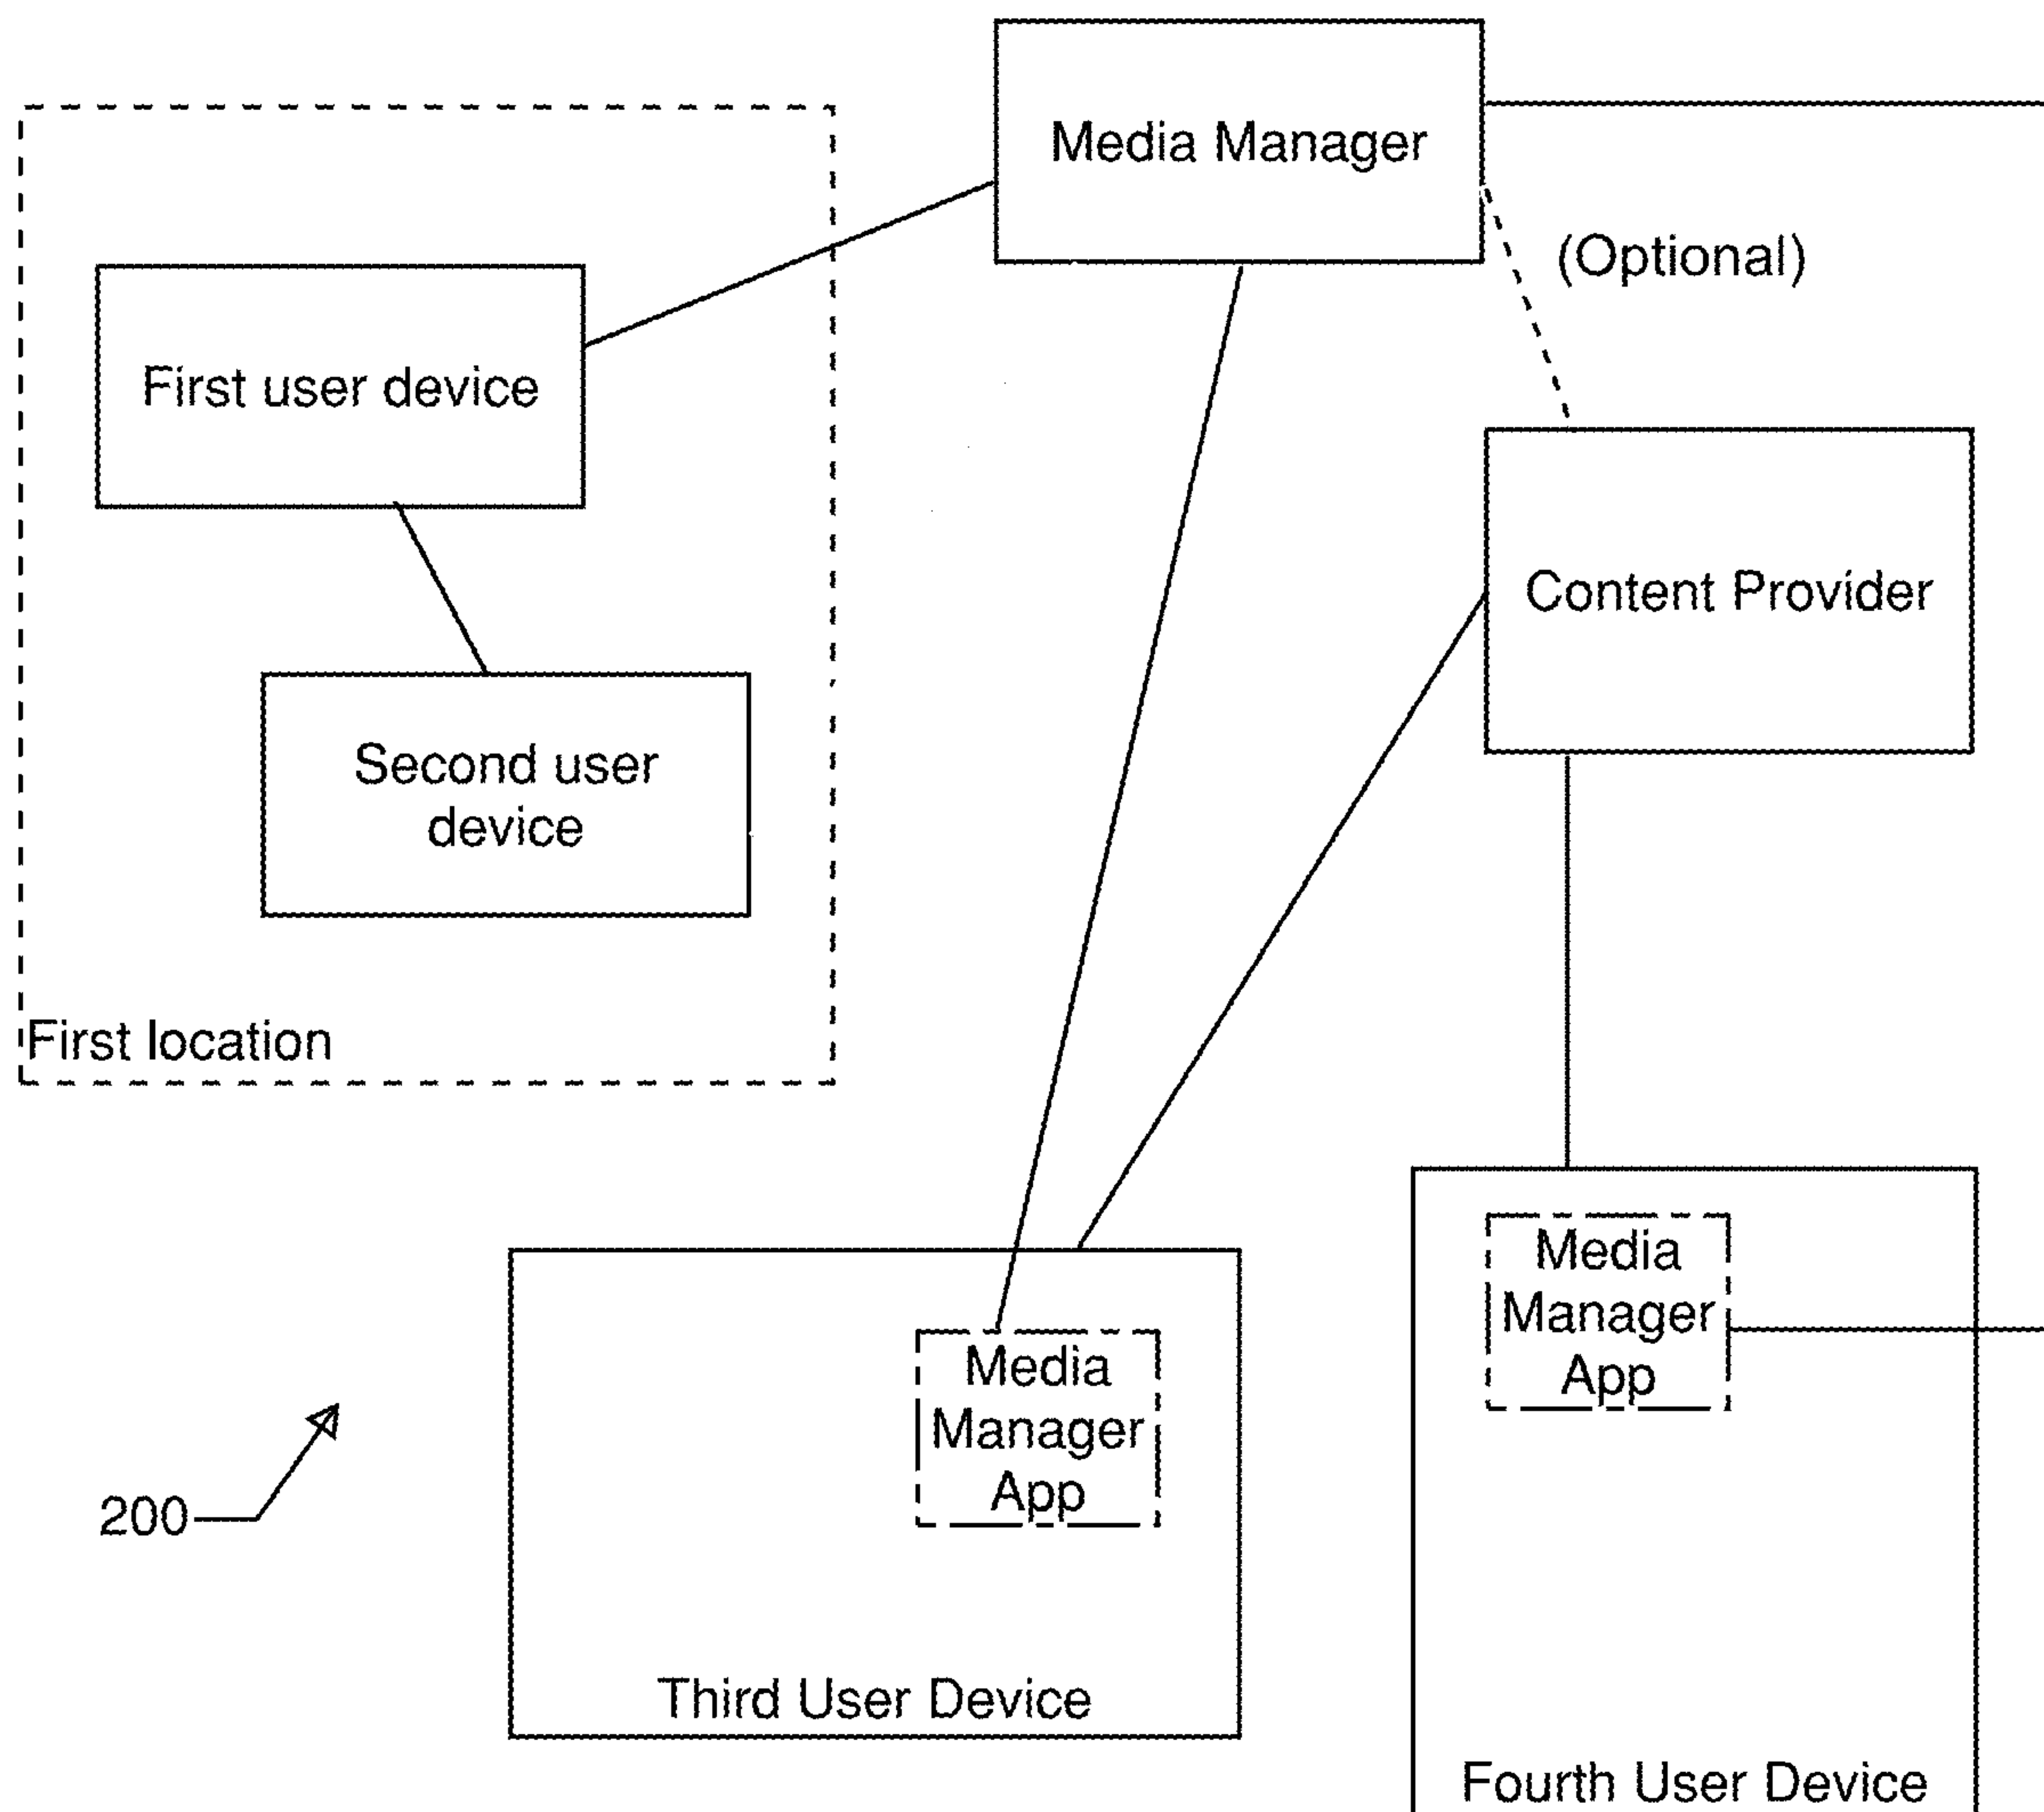 Media Manager
(Optional)
First user device
Content Provider
Second user
device
First location
Media
Manager
App
Third User Device
Media
Manager
App
Fourth User Device
200